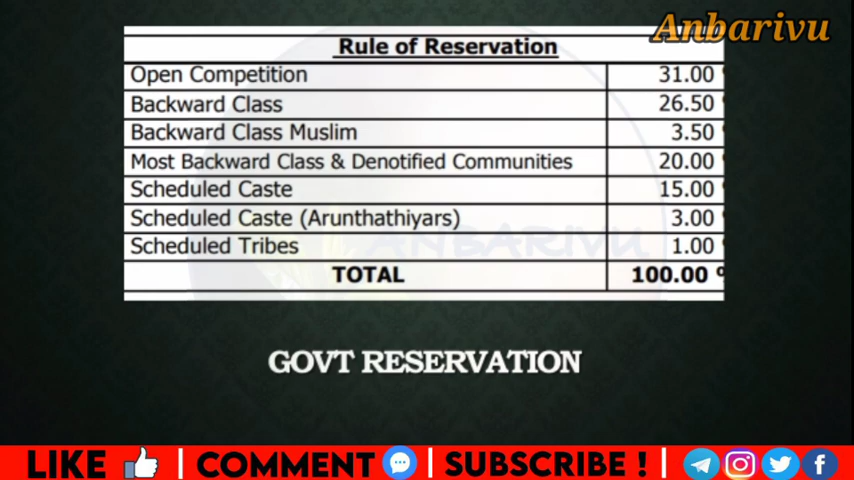 Anbarivu
Rule of Reservation
Open Competition 31.00 %
Backward Class 26.50
Backward Class Muslim 3.50
Most Backward Class & Denotified Communities 20.00
Scheduled Caste 15.00
Scheduled Caste (Arunthathiyars) 3.00
Scheduled Tribes 1.00
TOTAL 100.00 %
ANBARIVU
GOVT RESERVATION
LIKE | COMMENT | SUBSCRIBE ! |